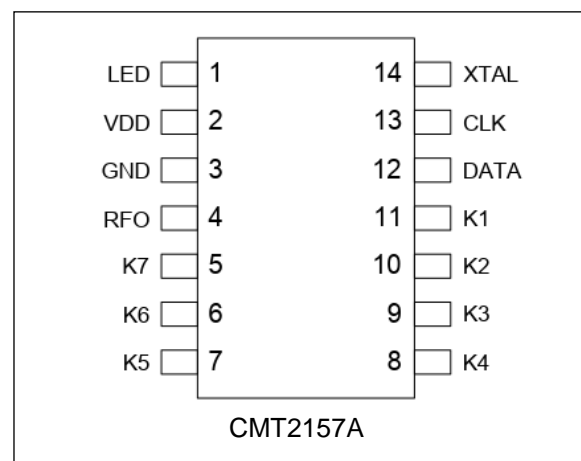 LED 1 14 XTAL
VDD 2 13 CLK
GND 3 12 DATA
RFO 4 11 K1
K7 5 10 K2
K6 6 9 K3
K5 7 8 K4
CMT2157A